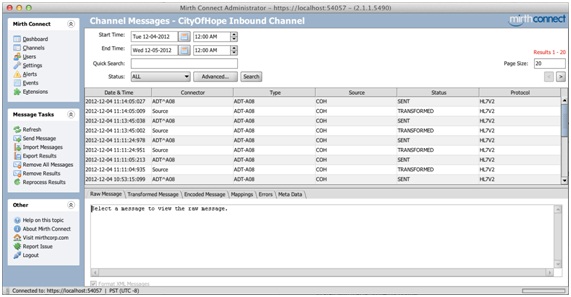 Mirth Connect Administrator - https://localhost:54057 - (2.1.1.5490)
Mirth Connect
Dashboard
Channels
Users
Settings
Alerts
Events
Extensions
Message Tasks
Refresh
Send Message
Import Messages
Export Results
Remove All Messages
Remove Results
Reprocess Results
Other
Help on this topic
About Mirth Connect
Visit mirthcorp.com
Report Issue
Logout
Channel Messages - CityOfHope Inbound Channel
mirthconnect
Start Time: Tue 12-04-2012 12:00 AM
End Time: Wed 12-05-2012 12:00 AM
Results 1 - 20
Quick Search: Page Size: 20
Status: ALL Advanced... Search < >
Date & Time Connector Type Source Status Protocol
2012-12-04 11:14:05:027 ADT^A08 ADT-A08 COH SENT HL7V2
2012-12-04 11:14:05:009 Source ADT-A08 COH TRANSFORMED HL7V2
2012-12-04 11:13:45:038 ADT^A08 ADT-A08 COH SENT HL7V2
2012-12-04 11:13:45:002 Source ADT-A08 COH TRANSFORMED HL7V2
2012-12-04 11:11:24:978 ADT^A08 ADT-A08 COH SENT HL7V2
2012-12-04 11:11:24:951 Source ADT-A08 COH TRANSFORMED HL7V2
2012-12-04 11:11:05:213 ADT^A08 ADT-A08 COH SENT HL7V2
2012-12-04 11:11:04:935 Source ADT-A08 COH TRANSFORMED HL7V2
2012-12-04 10:53:15:099 ADT^A08 ADT-A08 COH SENT HL7V2
Raw Message \ Transformed Message \ Encoded Message \ Mappings \ Errors \ Meta Data \
Select a message to view the raw message.
Format XML Messages
Connected to: https://localhost:54057 | PST (UTC -8)